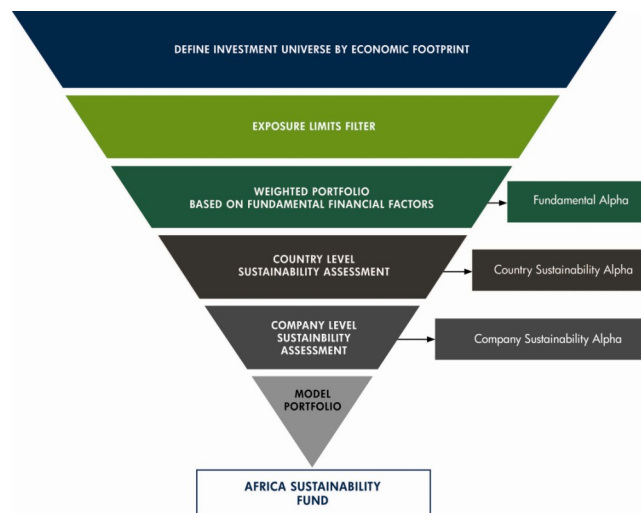 DEFINE INVESTMENT UNIVERSE BY ECONOMIC FOOTPRINT
EXPOSURE LIMITS FILTER
WEIGHTED PORTFOLIO
BASED ON FUNDAMENTAL FINANCIAL FACTORS
Fundamental Alpha
COUNTRY LEVEL
SUSTAINABILITY ASSESSMENT
Country Sustainability Alpha
COMPANY LEVEL
SUSTAINBILITY
ASSESSMENT
Company Sustainability Alpha
MODEL
PORTFOLIO
AFRICA SUSTAINABILITY
FUND